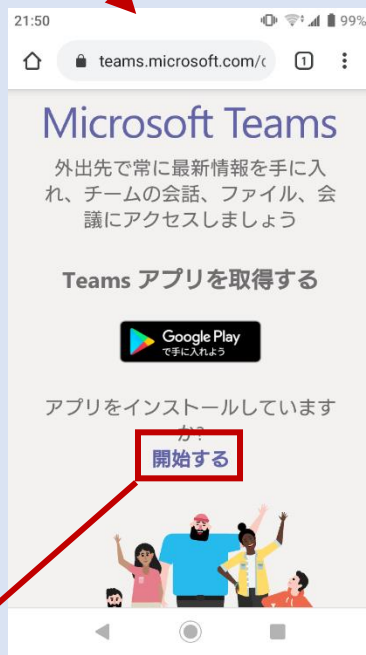 21:50
99%
teams.microsoft.com/c
1
Microsoft Teams
外出先で常に最新情報を手に入
れ、チームの会話、ファイル、会
議にアクセスしましょう
Teams アプリを取得する
Google Play
で手に入れよう
アプリをインストールしています
か?
開始する